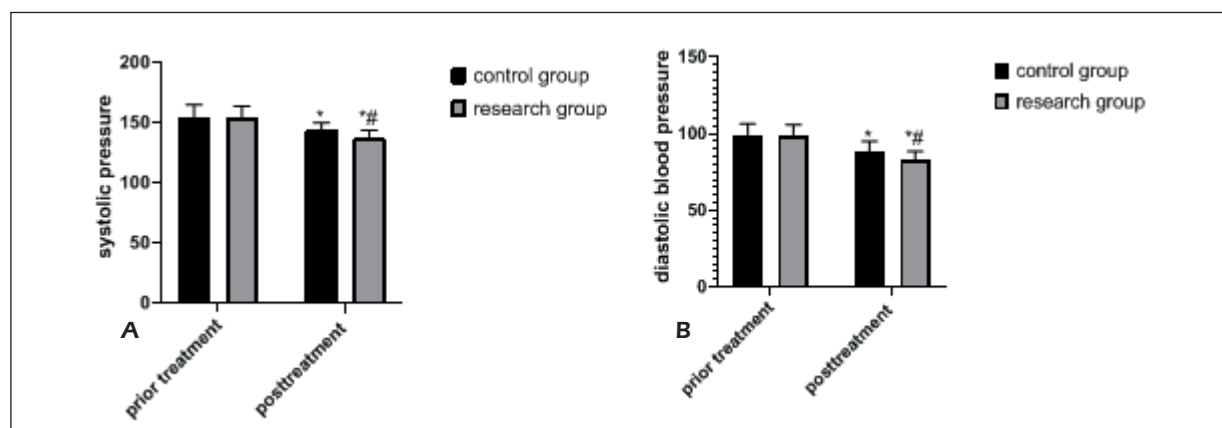 200
150
100
50
0
systolic pressure
*
*#
control group
research group
prior treatment
posttreatment
A
150
100
50
0
diastolic blood pressure
*
*#
control group
research group
prior treatment
posttreatment
B